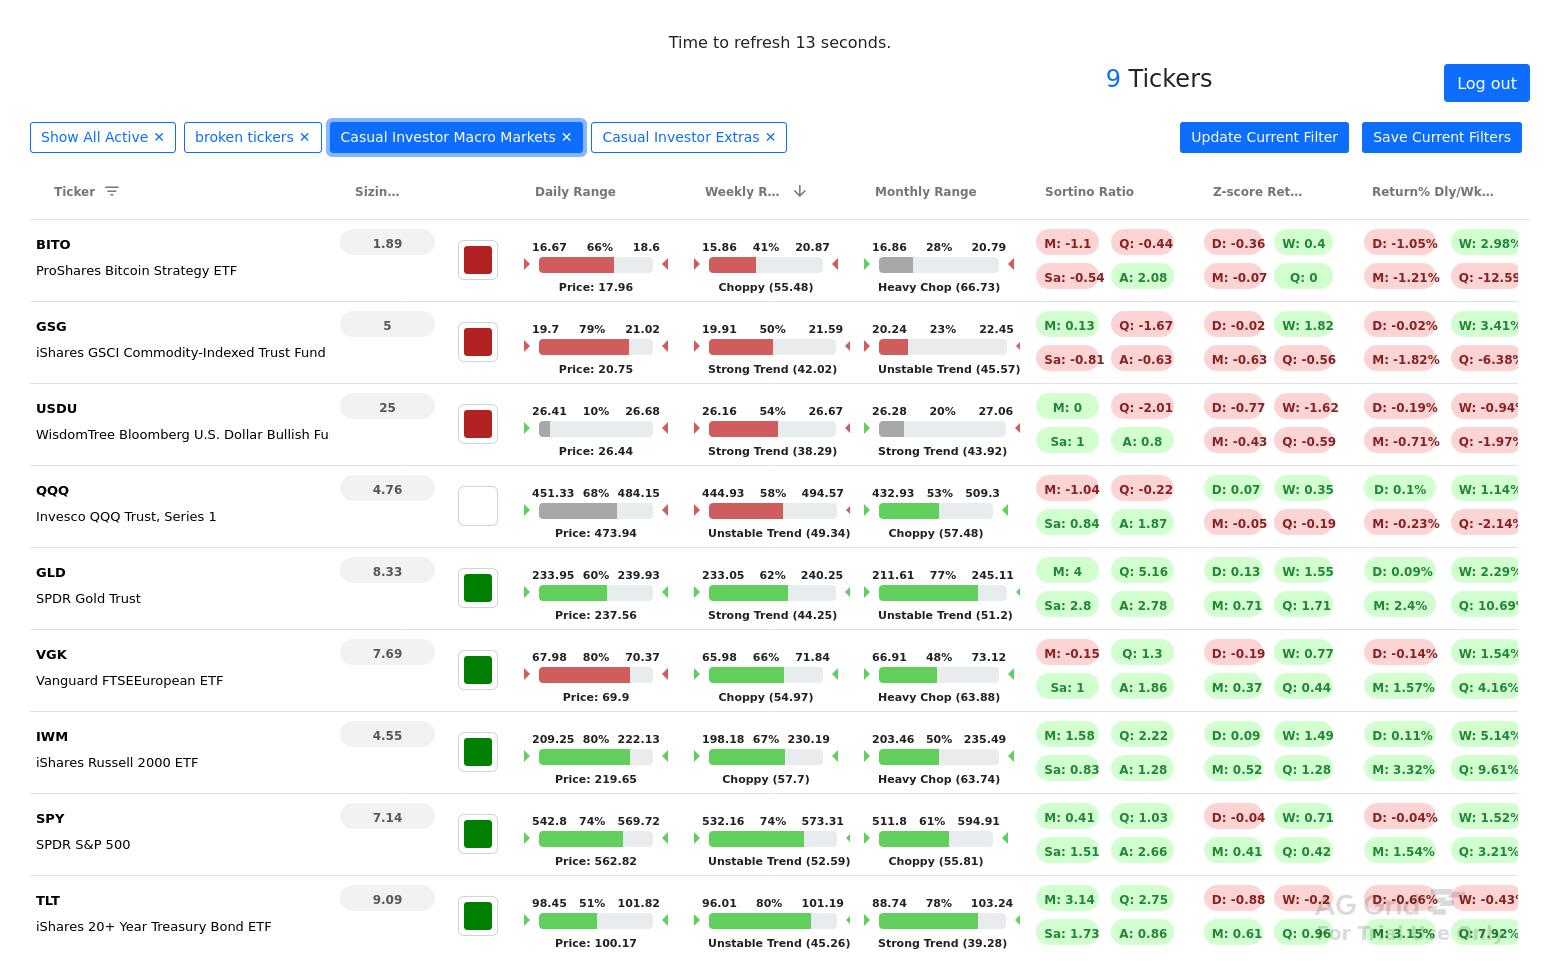 Time to refresh 13 seconds.
9 Tickers
Log out
Show All Active ✕ broken tickers ✕ Casual Investor Macro Markets ✕ Casual Investor Extras ✕ Update Current Filter Save Current Filters
Ticker Sizin… Daily Range Weekly R… Monthly Range Sortino Ratio Z-score Ret… Return% Dly/Wk…
BITO 1.89 16.67 66% 18.6 15.86 41% 20.87 16.86 28% 20.79 M: -1.1 Q: -0.44 D: -0.36 W: 0.4 D: -1.05% W: 2.98%
ProShares Bitcoin Strategy ETF Price: 17.96 Choppy (55.48) Heavy Chop (66.73) Sa: -0.54 A: 2.08 M: -0.07 Q: 0 M: -1.21% Q: -12.59
GSG 5 19.7 79% 21.02 19.91 50% 21.59 20.24 23% 22.45 M: 0.13 Q: -1.67 D: -0.02 W: 1.82 D: -0.02% W: 3.41%
iShares GSCI Commodity-Indexed Trust Fund Price: 20.75 Strong Trend (42.02) Unstable Trend (45.57) Sa: -0.81 A: -0.63 M: -0.63 Q: -0.56 M: -1.82% Q: -6.38%
USDU 25 26.41 10% 26.68 26.16 54% 26.67 26.28 20% 27.06 M: 0 Q: -2.01 D: -0.77 W: -1.62 D: -0.19% W: -0.94%
WisdomTree Bloomberg U.S. Dollar Bullish Fu Price: 26.44 Strong Trend (38.29) Strong Trend (43.92) Sa: 1 A: 0.8 M: -0.43 Q: -0.59 M: -0.71% Q: -1.97%
QQQ 4.76 451.33 68% 484.15 444.93 58% 494.57 432.93 53% 509.3 M: -1.04 Q: -0.22 D: 0.07 W: 0.35 D: 0.1% W: 1.14%
Invesco QQQ Trust, Series 1 Price: 473.94 Unstable Trend (49.34) Choppy (57.48) Sa: 0.84 A: 1.87 M: -0.05 Q: -0.19 M: -0.23% Q: -2.14%
GLD 8.33 233.95 60% 239.93 233.05 62% 240.25 211.61 77% 245.11 M: 4 Q: 5.16 D: 0.13 W: 1.55 D: 0.09% W: 2.29%
SPDR Gold Trust Price: 237.56 Strong Trend (44.25) Unstable Trend (51.2) Sa: 2.8 A: 2.78 M: 0.71 Q: 1.71 M: 2.4% Q: 10.69%
VGK 7.69 67.98 80% 70.37 65.98 66% 71.84 66.91 48% 73.12 M: -0.15 Q: 1.3 D: -0.19 W: 0.77 D: -0.14% W: 1.54%
Vanguard FTSEEuropean ETF Price: 69.9 Choppy (54.97) Heavy Chop (63.88) Sa: 1 A: 1.86 M: 0.37 Q: 0.44 M: 1.57% Q: 4.16%
IWM 4.55 209.25 80% 222.13 198.18 67% 230.19 203.46 50% 235.49 M: 1.58 Q: 2.22 D: 0.09 W: 1.49 D: 0.11% W: 5.14%
iShares Russell 2000 ETF Price: 219.65 Choppy (57.7) Heavy Chop (63.74) Sa: 0.83 A: 1.28 M: 0.52 Q: 1.28 M: 3.32% Q: 9.61%
SPY 7.14 542.8 74% 569.72 532.16 74% 573.31 511.8 61% 594.91 M: 0.41 Q: 1.03 D: -0.04 W: 0.71 D: -0.04% W: 1.52%
SPDR S&P 500 Price: 562.82 Unstable Trend (52.59) Choppy (55.81) Sa: 1.51 A: 2.66 M: 0.41 Q: 0.42 M: 1.54% Q: 3.21%
TLT 9.09 98.45 51% 101.82 96.01 80% 101.19 88.74 78% 103.24 M: 3.14 Q: 2.75 D: -0.88 W: -0.2 D: -0.66% W: -0.43%
iShares 20+ Year Treasury Bond ETF Price: 100.17 Unstable Trend (45.26) Strong Trend (39.28) Sa: 1.73 A: 0.86 M: 0.61 Q: 0.96 M: 3.15% Q: 7.92%
AG Grid
For Trial Use Only